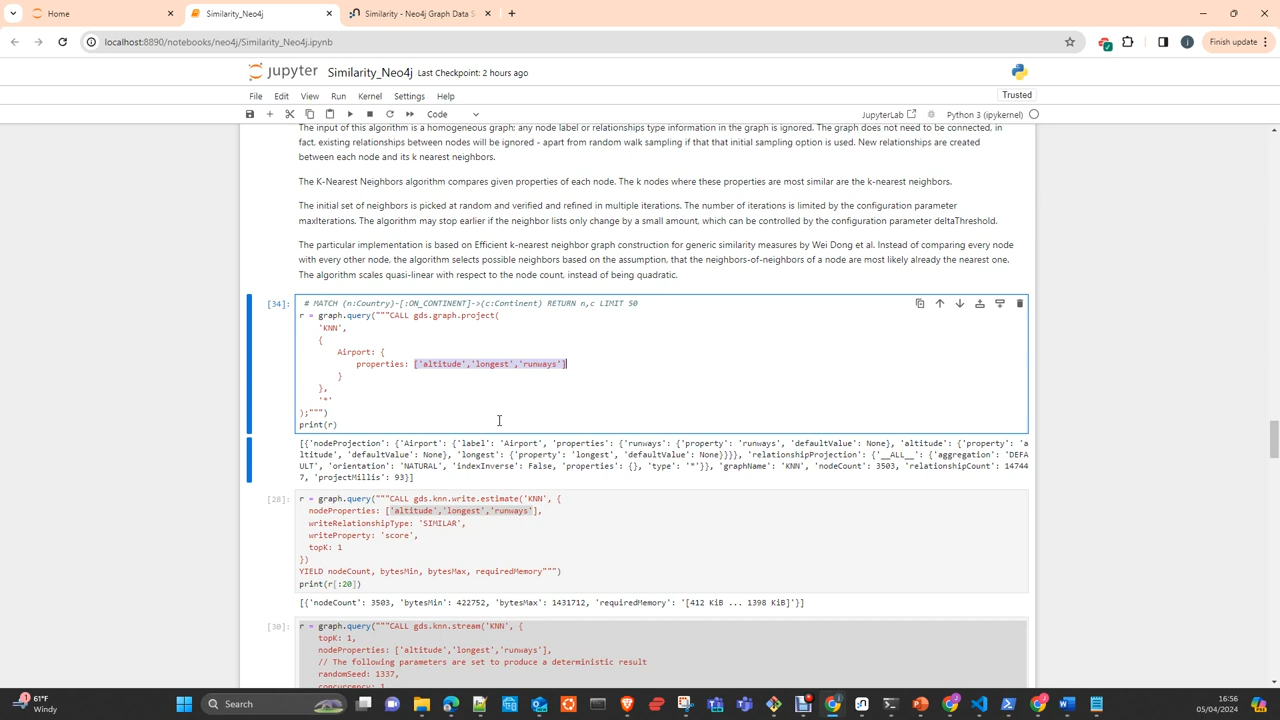 Home
Similarity_Neo4j
Similarity - Neo4j Graph Data S
localhost:8890/notebooks/neo4j/Similarity_Neo4j.ipynb
Finish update
jupyter Similarity_Neo4j Last Checkpoint: 2 hours ago
Trusted
File Edit View Run Kernel Settings Help
Code
JupyterLab
Python 3 (ipykernel)
The input of this algorithm is a homogeneous graph; any node label or relationships type information in the graph is ignored. The graph does not need to be connected, in
fact, existing relationships between nodes will be ignored - apart from random walk sampling if that that initial sampling option is used. New relationships are created
between each node and its k nearest neighbors.
The K-Nearest Neighbors algorithm compares given properties of each node. The k nodes where these properties are most similar are the k-nearest neighbors.
The initial set of neighbors is picked at random and verified and refined in multiple iterations. The number of iterations is limited by the configuration parameter
maxIterations. The algorithm may stop earlier if the neighbor lists only change by a small amount, which can be controlled by the configuration parameter deltaThreshold.
The particular implementation is based on Efficient k-nearest neighbor graph construction for generic similarity measures by Wei Dong et al. Instead of comparing every node
with every other node, the algorithm selects possible neighbors based on the assumption, that the neighbors-of-neighbors of a node are most likely already the nearest one.
The algorithm scales quasi-linear with respect to the node count, instead of being quadratic.
[34]:
# MATCH (n:Country)-[:ON_CONTINENT]->(c:Continent) RETURN n,c LIMIT 50
r = graph.query("""CALL gds.graph.project(
'KNN',
{
Airport: {
properties: ['altitude','longest','runways']
}
},
'*'
);""")
print(r)
[{'nodeProjection': {'Airport': {'label': 'Airport', 'properties': {'runways': {'property': 'runways', 'defaultValue': None}, 'altitude': {'property': 'a
ltitude', 'defaultValue': None}, 'longest': {'property': 'longest', 'defaultValue': None}}}}, 'relationshipProjection': {'__ALL__': {'aggregation': 'DEFA
ULT', 'orientation': 'NATURAL', 'indexInverse': False, 'properties': {}, 'type': '*'}}, 'graphName': 'KNN', 'nodeCount': 3503, 'relationshipCount': 14744
7, 'projectMillis': 93}]
[28]:
r = graph.query("""CALL gds.knn.write.estimate('KNN', {
nodeProperties: ['altitude','longest','runways'],
writeRelationshipType: 'SIMILAR',
writeProperty: 'score',
topK: 1
})
YIELD nodeCount, bytesMin, bytesMax, requiredMemory""")
print(r[:20])
[{'nodeCount': 3503, 'bytesMin': 422752, 'bytesMax': 1431712, 'requiredMemory': '[412 KiB ... 1398 KiB]'}]
[30]:
r = graph.query("""CALL gds.knn.stream('KNN', {
topK: 1,
nodeProperties: ['altitude','longest','runways'],
// The following parameters are set to produce a deterministic result
randomSeed: 1337,
concurrency: 1,
61°F
Windy
Search
16:56
05/04/2024